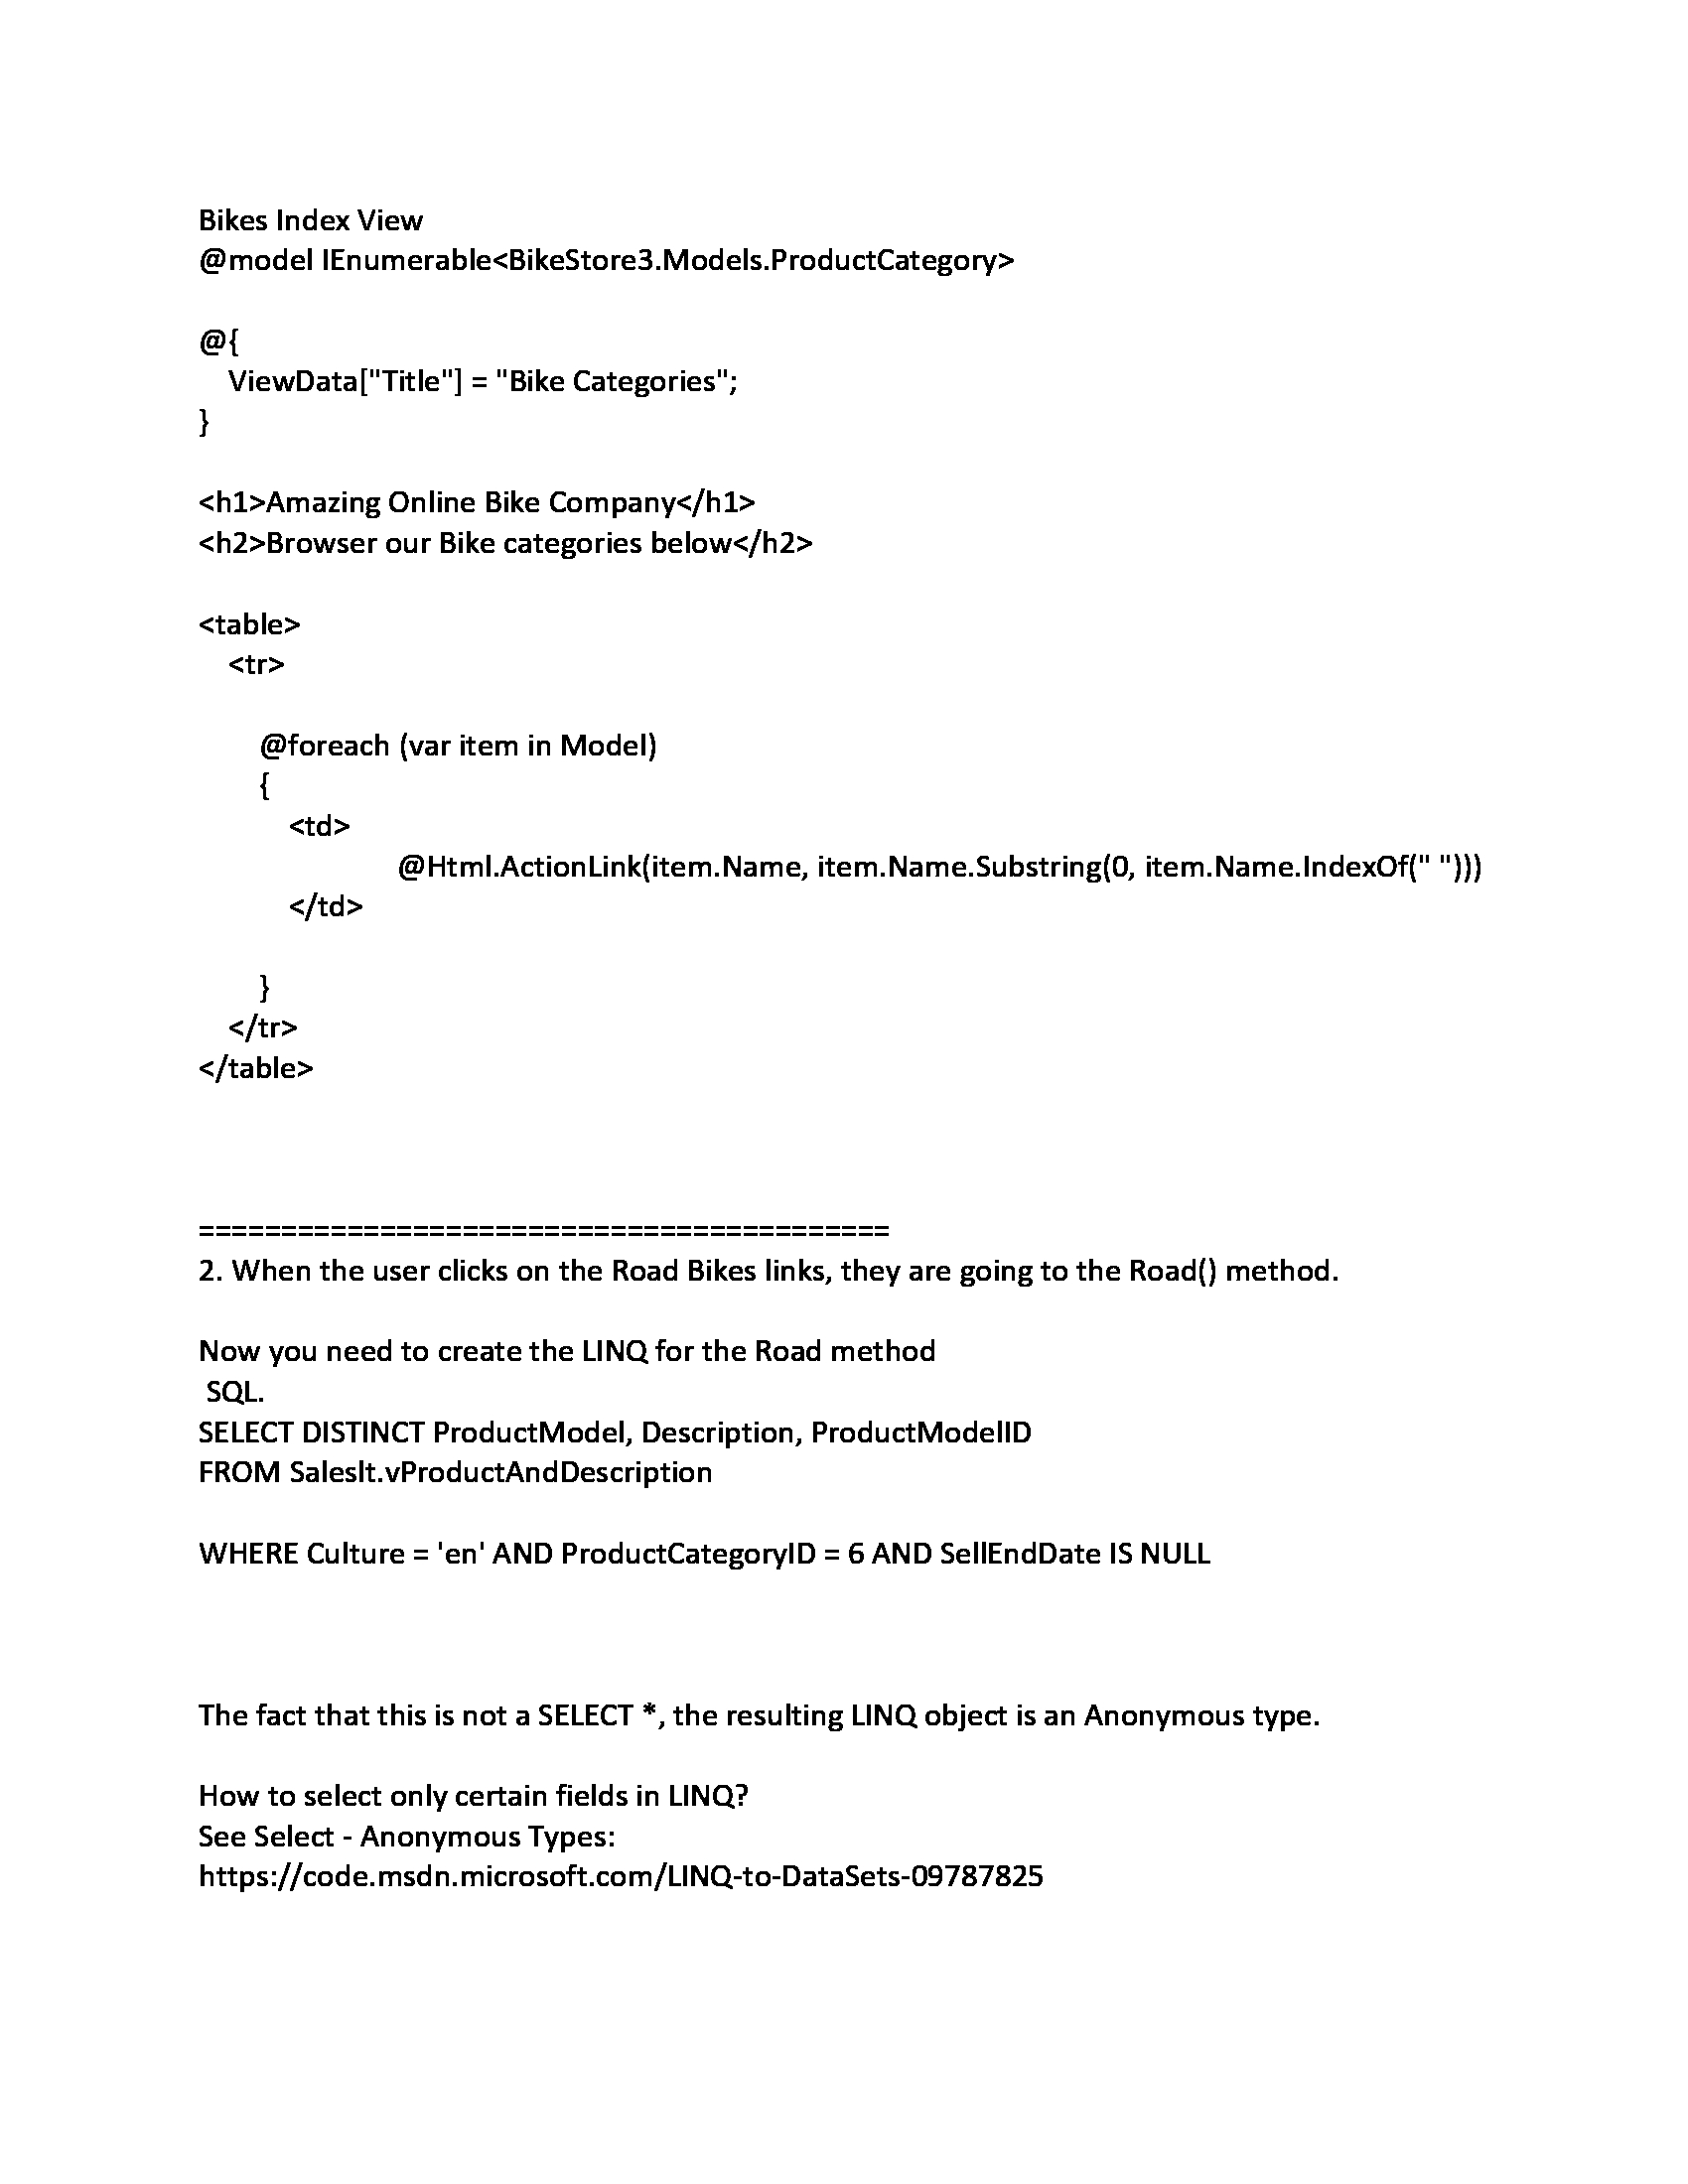 Bikes Index View
@model IEnumerable<BikeStore3.Models.ProductCategory>
@{
ViewData["Title"] = "Bike Categories";
}
<h1>Amazing Online Bike Company</h1>
<h2>Browser our Bike categories below</h2>
<table>
<tr>
@foreach (var item in Model)
{
<td>
@Html.ActionLink(item.Name, item.Name.Substring(0, item.Name.IndexOf(" ")))
</td>
}
</tr>
</table>
==========================================
2. When the user clicks on the Road Bikes links, they are going to the Road() method.
Now you need to create the LINQ for the Road method
SQL.
SELECT DISTINCT ProductModel, Description, ProductModelID
FROM Saleslt.vProductAndDescription
WHERE Culture = 'en' AND ProductCategoryID = 6 AND SellEndDate IS NULL
The fact that this is not a SELECT *, the resulting LINQ object is an Anonymous type.
How to select only certain fields in LINQ?
See Select - Anonymous Types:
https://code.msdn.microsoft.com/LINQ-to-DataSets-09787825